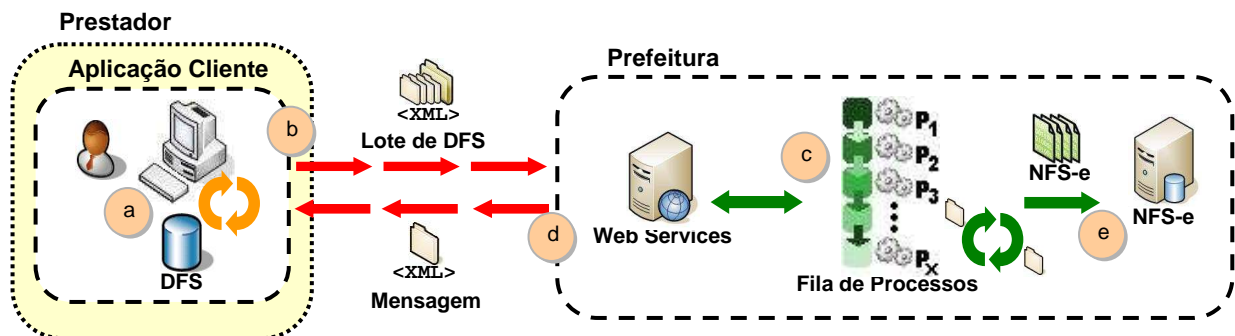 Prestador
Aplicação Cliente
a
DFS
b
<XML>
Lote de DFS
<XML>
Mensagem
Prefeitura
d
Web Services
c
P1
P2
P3
Px
Fila de Processos
NFS-e
e
NFS-e